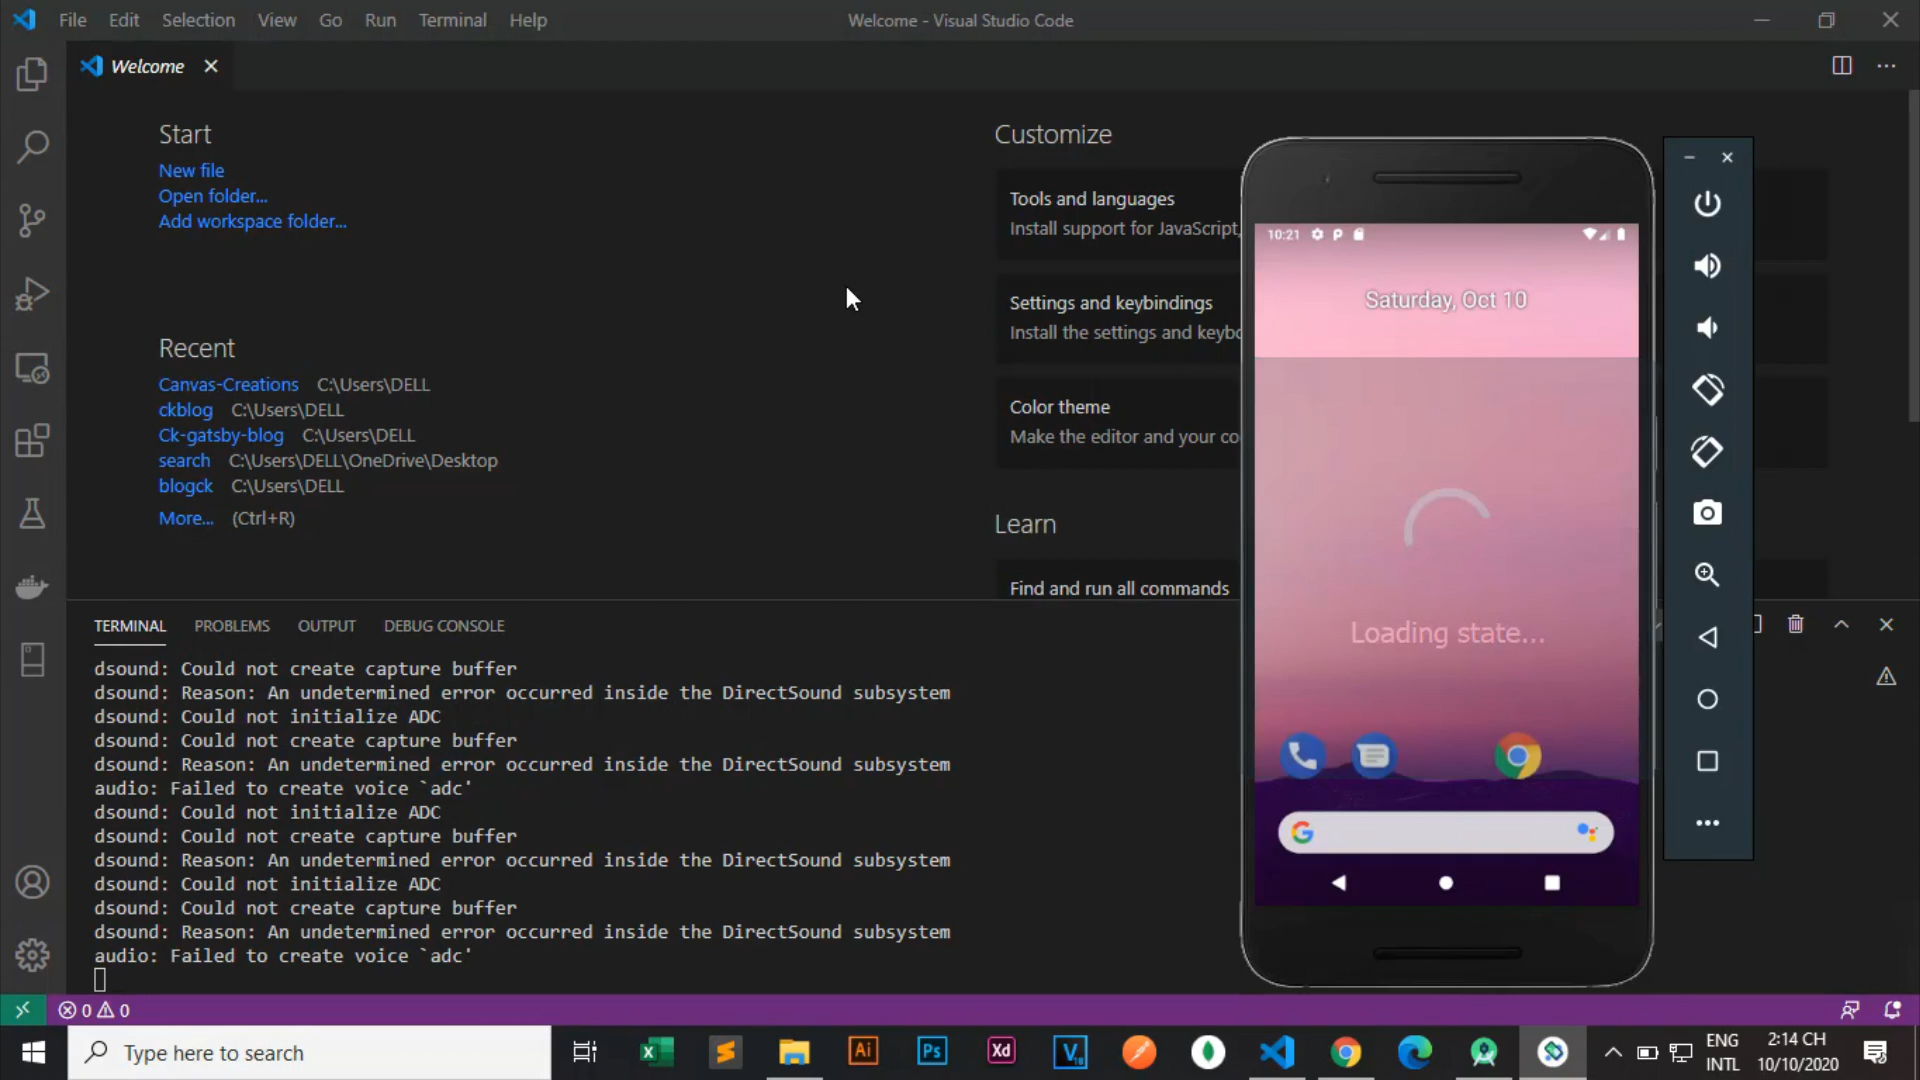 File Edit Selection View Go Run Terminal Help
Welcome - Visual Studio Code
Welcome
Start
New file
Open folder...
Add workspace folder...
Recent
Canvas-Creations C:\Users\DELL
ckblog C:\Users\DELL
Ck-gatsby-blog C:\Users\DELL
search C:\Users\DELL\OneDrive\Desktop
blogck C:\Users\DELL
More... (Ctrl+R)
Customize
Tools and languages
Install support for JavaScript,
Settings and keybindings
Install the settings and keybo
Color theme
Make the editor and your co
Learn
Find and run all commands
10:21
Saturday, Oct 10
Loading state...
TERMINAL PROBLEMS OUTPUT DEBUG CONSOLE
dsound: Could not create capture buffer
dsound: Reason: An undetermined error occurred inside the DirectSound subsystem
dsound: Could not initialize ADC
dsound: Could not create capture buffer
dsound: Reason: An undetermined error occurred inside the DirectSound subsystem
audio: Failed to create voice `adc'
dsound: Could not initialize ADC
dsound: Could not create capture buffer
dsound: Reason: An undetermined error occurred inside the DirectSound subsystem
dsound: Could not initialize ADC
dsound: Could not create capture buffer
dsound: Reason: An undetermined error occurred inside the DirectSound subsystem
audio: Failed to create voice `adc'
0 0
Type here to search
Ai
Ps
Xd
ENG
INTL
2:14 CH
10/10/2020